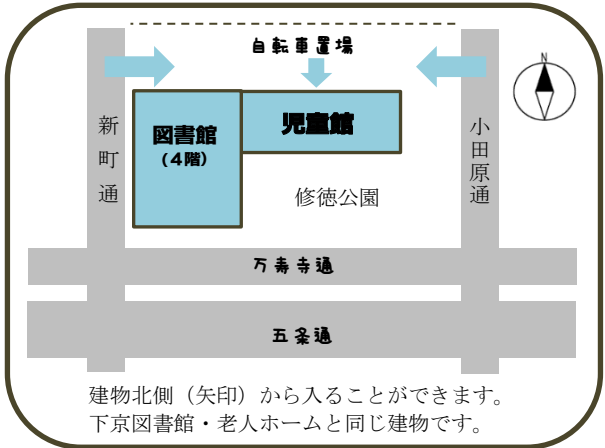 自転車置場
N
新町通
図書館
(4階)
児童館
小田原通
修徳公園
万寿寺通
五条通
建物北側（矢印）から入ることができます。
下京図書館・老人ホームと同じ建物です。